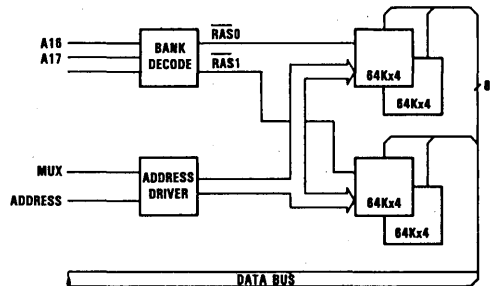 A16
A17
BANK
DECODE
RAS0
RAS1
64Kx4
64Kx4
8
MUX
ADDRESS
ADDRESS
DRIVER
64Kx4
64Kx4
DATA BUS